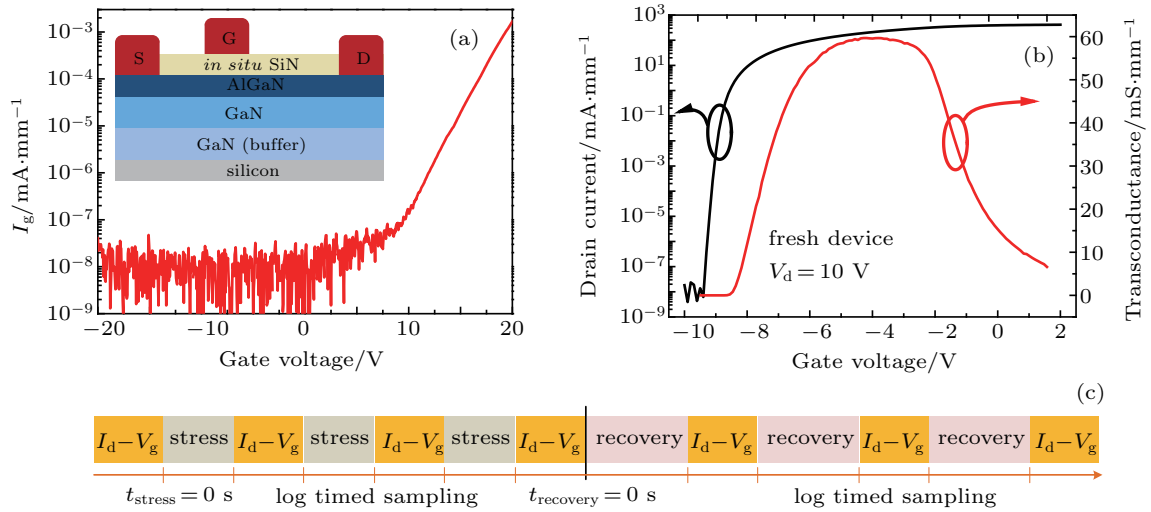 (a)
10⁻³
10⁻⁴
10⁻⁵
10⁻⁶
10⁻⁷
10⁻⁸
10⁻⁹
I_g/mA·mm⁻¹
G
S
D
in situ SiN
AlGaN
GaN
GaN (buffer)
silicon
−20 −10 0 10 20
Gate voltage/V
(b)
10³
10¹
10⁻¹
10⁻³
10⁻⁵
10⁻⁷
10⁻⁹
Drain current/mA·mm⁻¹
60
50
40
30
20
10
0
Transconductance/mS·mm⁻¹
fresh device
V_d=10 V
−10 −8 −6 −4 −2 0 2
Gate voltage/V
(c)
I_d−V_g stress I_d−V_g stress I_d−V_g stress I_d−V_g recovery I_d−V_g recovery I_d−V_g recovery I_d−V_g
t_stress=0 s log timed sampling t_recovery=0 s log timed sampling